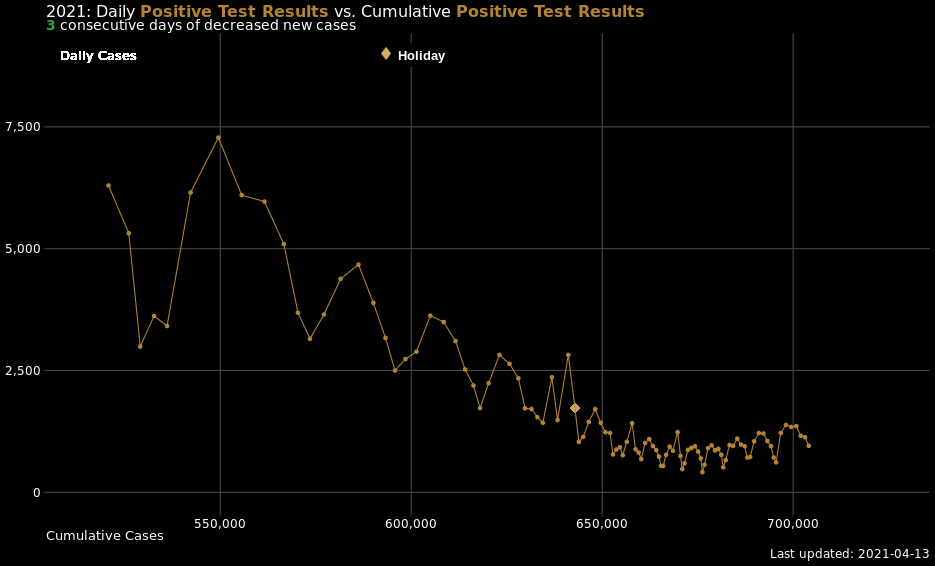 2021: Daily Positive Test Results vs. Cumulative Positive Test Results
3 consecutive days of decreased new cases
Daily Cases
Holiday
7,500
5,000
2,500
0
550,000
600,000
650,000
700,000
Cumulative Cases
Last updated: 2021-04-13